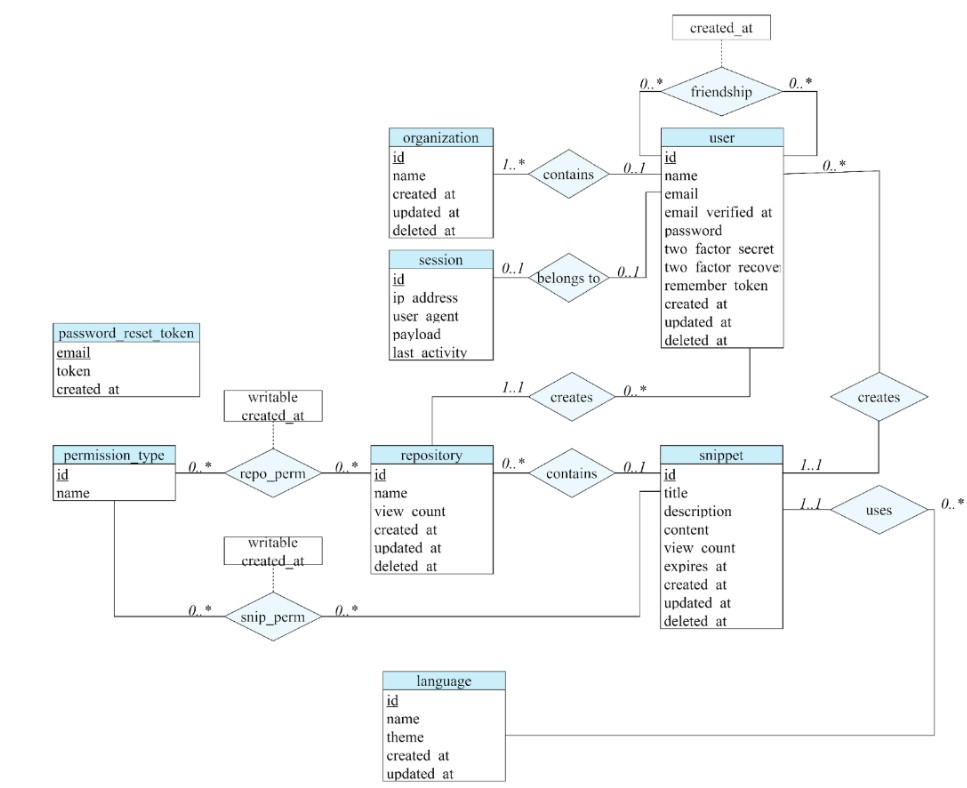 created_at
0..*
friendship
0..*
organization
id
name
created at
updated at
deleted at
1..*
contains
0..1
user
id
name
email
email verified at
password
two factor secret
two factor recove
remember token
created at
updated at
deleted at
0..*
session
id
ip address
user agent
payload
last activity
0..1
belongs to
0..1
password_reset_token
email
token
created at
1..1
creates
0..*
creates
writable
created_at
permission_type
id
name
0..*
repo_perm
0..*
repository
id
name
view count
created at
updated at
deleted at
0..*
contains
0..1
snippet
id
title
description
content
view count
expires at
created at
updated at
deleted at
1..1
1..1
uses
0..*
writable
created_at
0..*
snip_perm
0..*
language
id
name
theme
created at
updated at